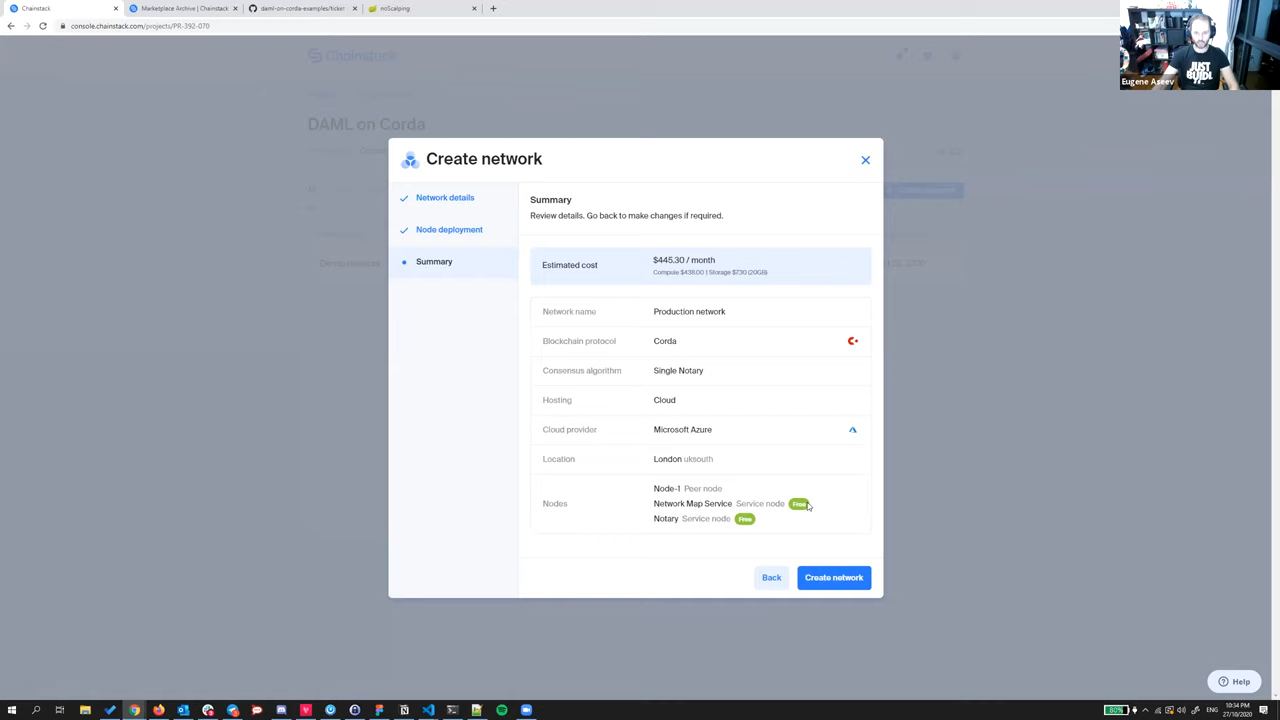 Chainstack
Marketplace Archive | Chainstack
daml-on-corda-examples/ticket
noScalping
console.chainstack.com/projects/PR-392-070
Chainstack
JUST
BUIDL
Eugene Aseev
DAML on Corda
Create network
Network details
Node deployment
Summary
Summary
Review details. Go back to make changes if required.
Estimated cost
$445.30 / month
Compute $438.00 | Storage $7.30 (20GB)
Network name
Production network
Blockchain protocol
Corda
Consensus algorithm
Single Notary
Hosting
Cloud
Cloud provider
Microsoft Azure
Location
London uksouth
Nodes
Node-1 Peer node
Network Map Service Service node Free
Notary Service node Free
Back
Create network
Help
80%
ENG
10:34 PM
27/10/2020